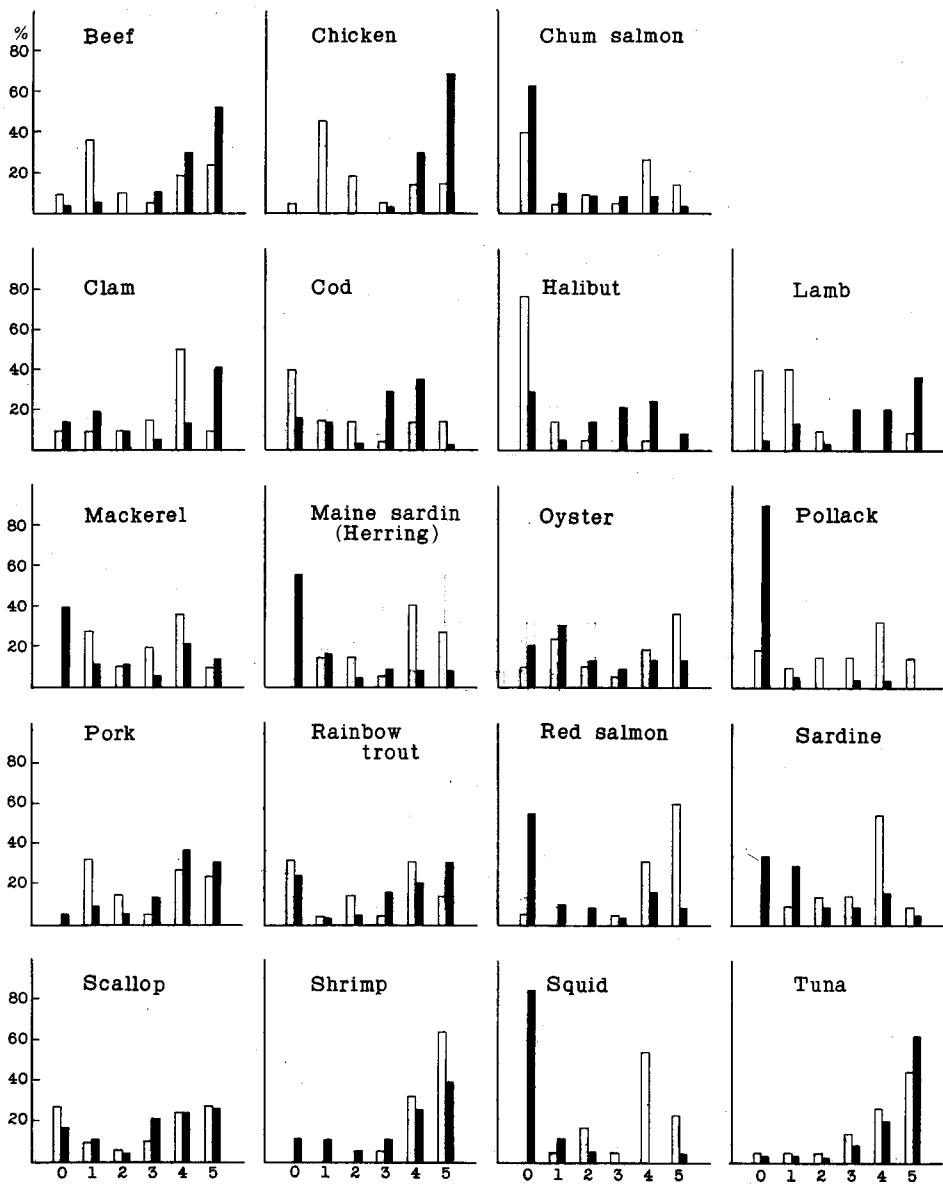 % Beef Chicken Chum salmon
80
60
40
20
Clam Cod Halibut Lamb
80
60
40
20
Mackerel Maine sardin Oyster Pollack
(Herring)
80
60
40
20
Pork Rainbow Red salmon Sardine
trout
80
60
40
20
Scallop Shrimp Squid Tuna
80
60
40
20
0 1 2 3 4 5 0 1 2 3 4 5 0 1 2 3 4 5 0 1 2 3 4 5